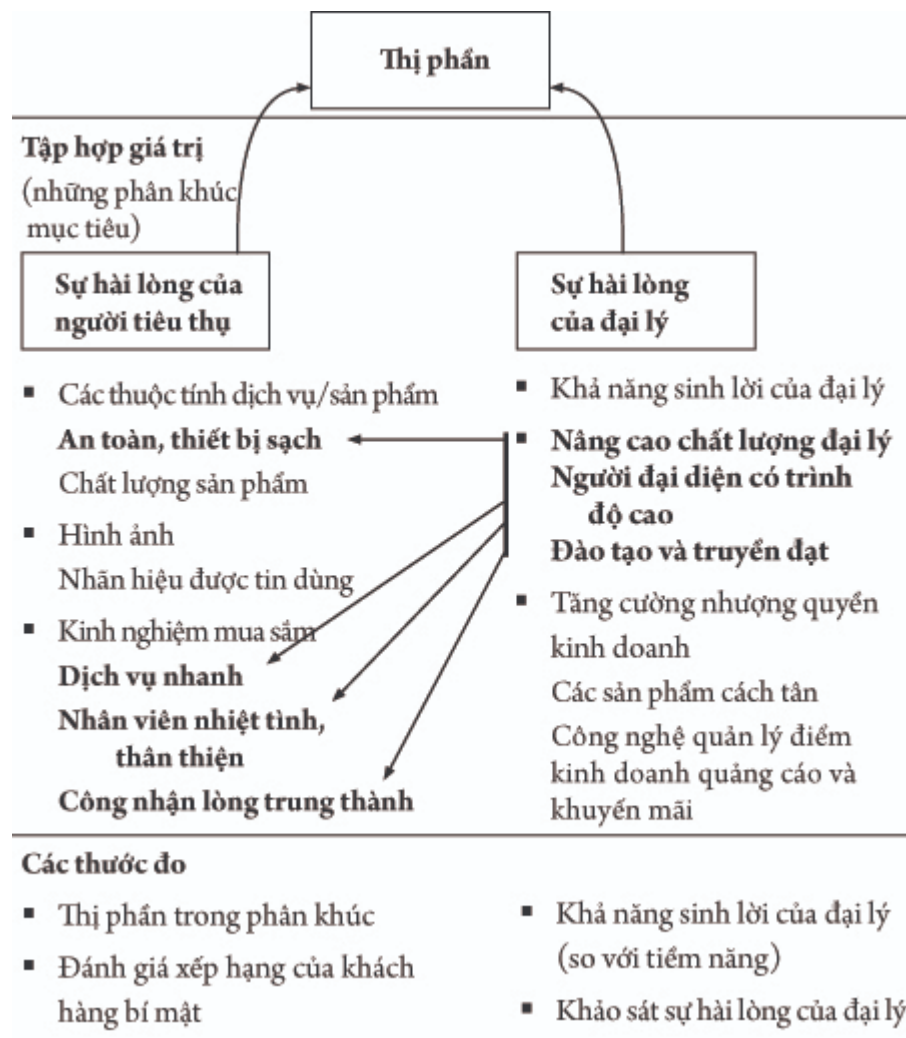 Thị phần
Tập hợp giá trị
(những phân khúc
mục tiêu)
Sự hài lòng của
người tiêu thụ
Sự hài lòng
của đại lý
▪ Các thuộc tính dịch vụ/sản phẩm
An toàn, thiết bị sạch
Chất lượng sản phẩm
▪ Hình ảnh
Nhãn hiệu được tin dùng
▪ Kinh nghiệm mua sắm
Dịch vụ nhanh
Nhân viên nhiệt tình,
thân thiện
Công nhận lòng trung thành
▪ Khả năng sinh lời của đại lý
▪ Nâng cao chất lượng đại lý
Người đại diện có trình
độ cao
Đào tạo và truyền đạt
▪ Tăng cường nhượng quyền
kinh doanh
Các sản phẩm cách tân
Công nghệ quản lý điểm
kinh doanh quảng cáo và
khuyến mãi
Các thước đo
▪ Thị phần trong phân khúc
▪ Đánh giá xếp hạng của khách
hàng bí mật
▪ Khả năng sinh lời của đại lý
(so với tiềm năng)
▪ Khảo sát sự hài lòng của đại lý